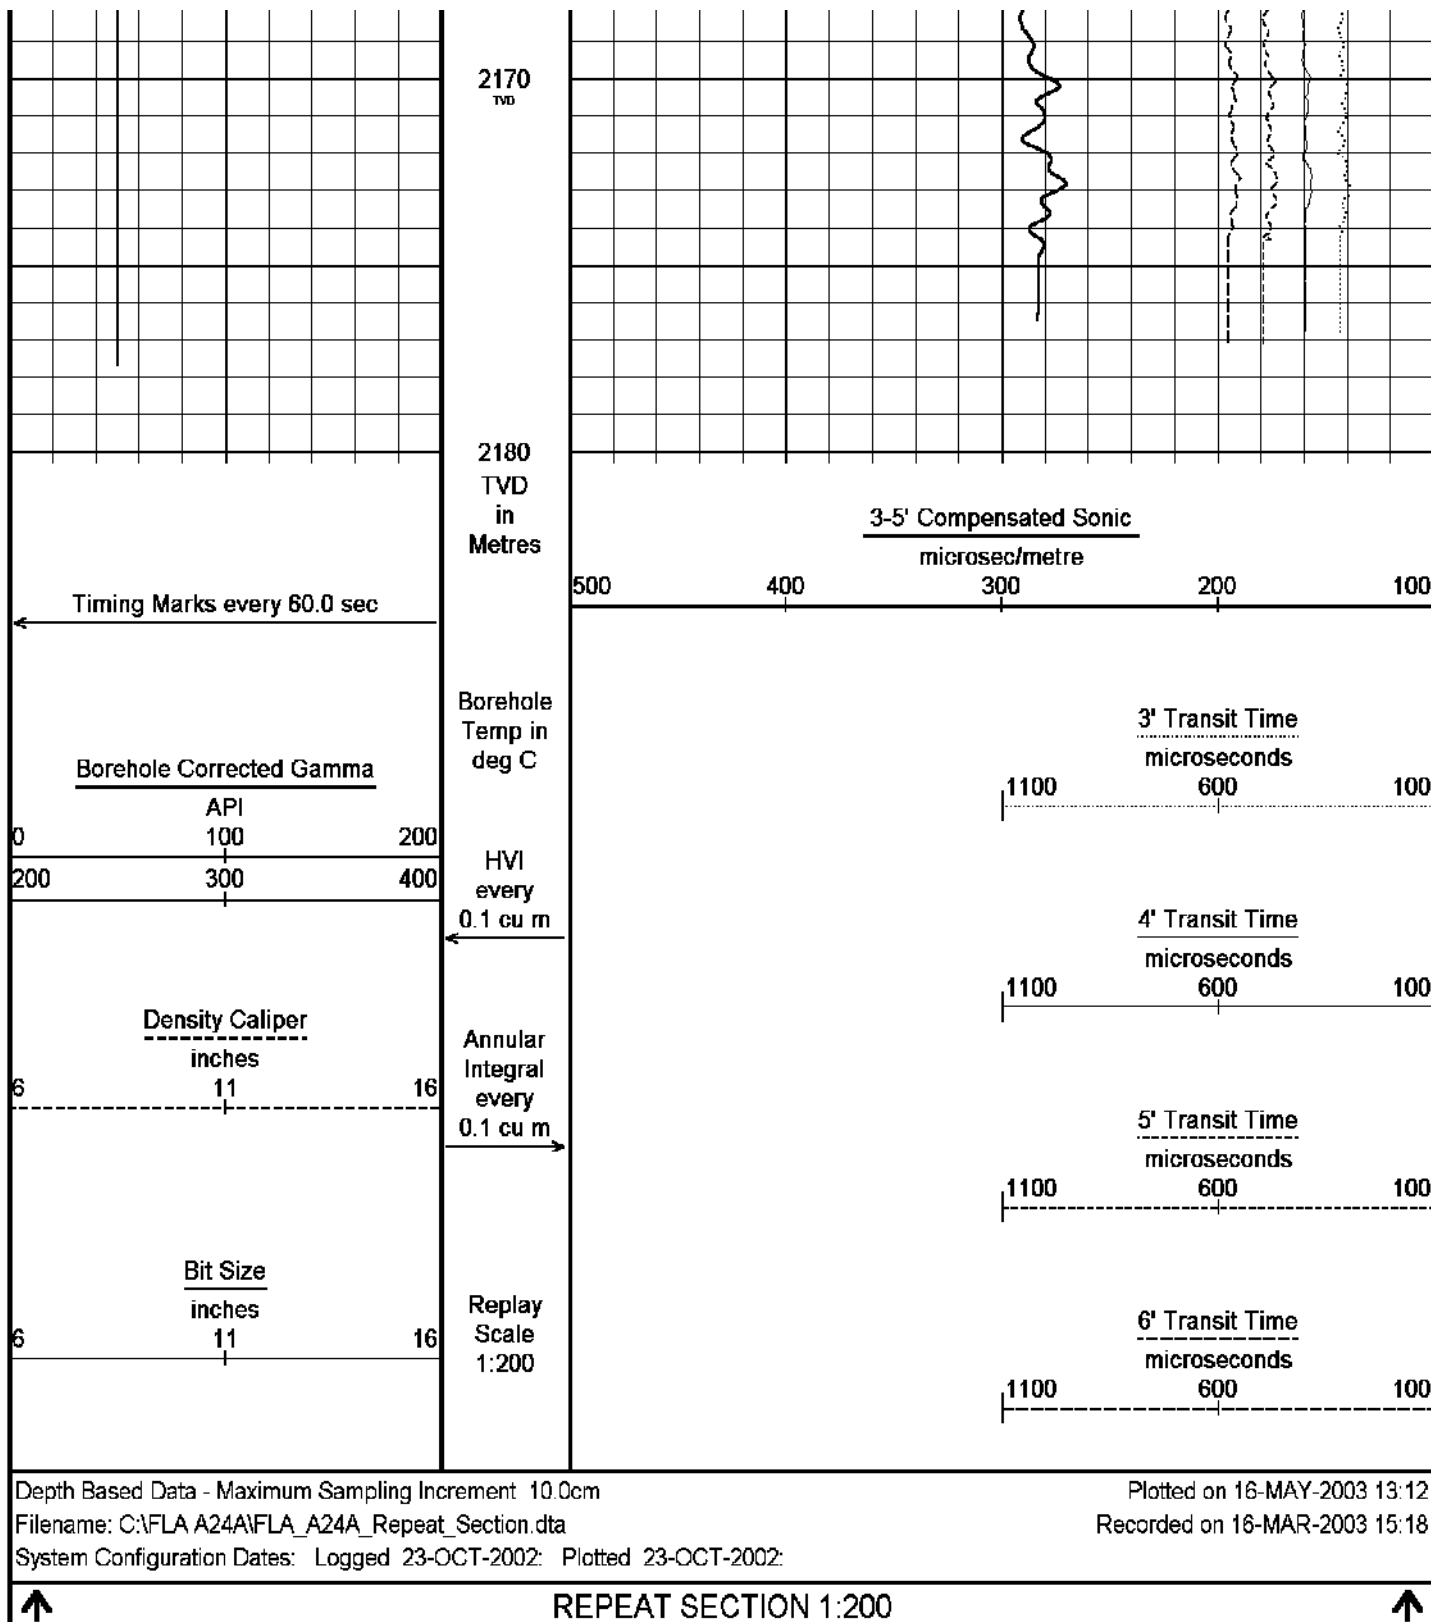 2170
TVD
2180
TVD
in
Metres
3-5' Compensated Sonic
microsec/metre
500 400 300 200 100
Timing Marks every 60.0 sec
Borehole
Temp in
deg C
3' Transit Time
microseconds
1100 600 100
Borehole Corrected Gamma
API
0 100 200
200 300 400
HVI
every
0.1 cu m
4' Transit Time
microseconds
1100 600 100
Density Caliper
inches
6 11 16
Annular
Integral
every
0.1 cu m
5' Transit Time
microseconds
1100 600 100
Bit Size
inches
6 11 16
Replay
Scale
1:200
6' Transit Time
microseconds
1100 600 100
Depth Based Data - Maximum Sampling Increment 10.0cm
Plotted on 16-MAY-2003 13:12
Filename: C:\FLA A24A\FLA_A24A_Repeat_Section.dta
Recorded on 16-MAR-2003 15:18
System Configuration Dates: Logged 23-OCT-2002: Plotted 23-OCT-2002:
REPEAT SECTION 1:200